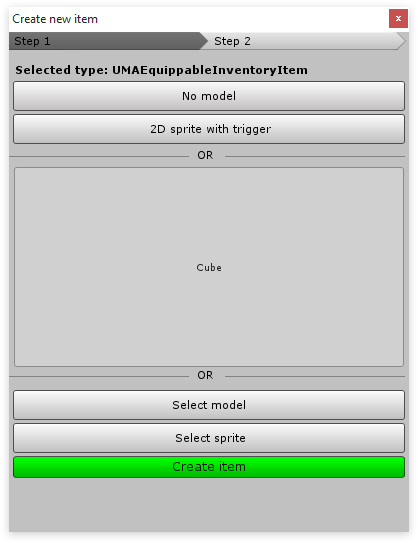 Create new item
x
Step 1
Step 2
Selected type: UMAEquippableInventoryItem
No model
2D sprite with trigger
OR
Cube
OR
Select model
Select sprite
Create item